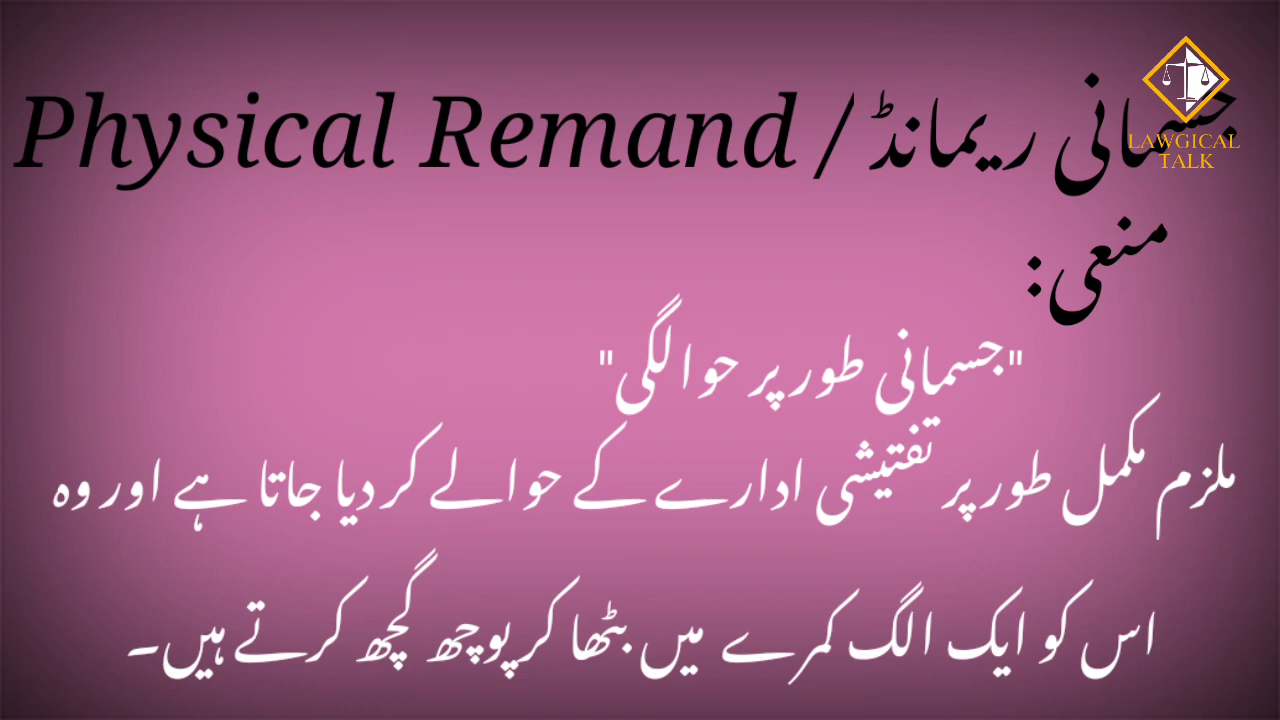 جسمانی ریمانڈ / Physical Remand
LAWGICAL
TALK
منعی:
"جسمانی طور پر حوالگی"
ملزم مکمل طور پر تفتیشی ادارے کے حوالے کر دیا جاتا ہے اور وہ
اس کو ایک الگ کمرے میں بٹھا کر پوچھ گچھ کرتے ہیں۔